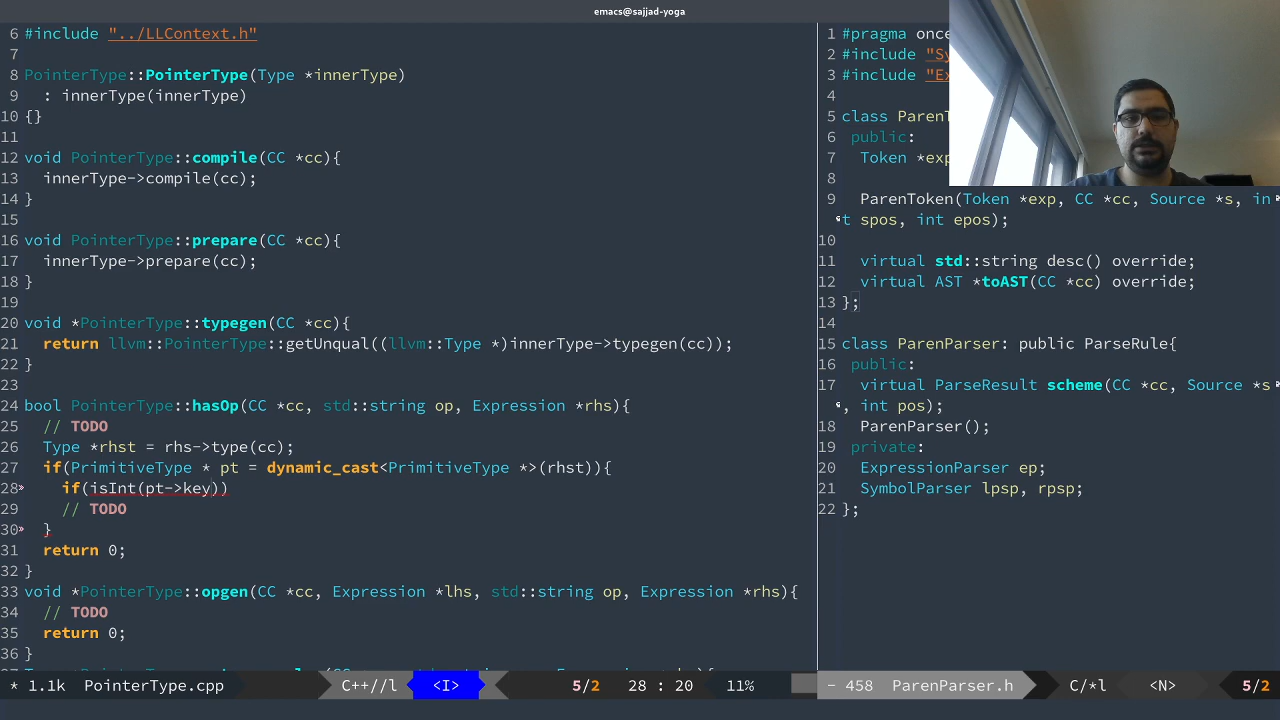 emacs@sajjad-yoga
6 #include "../LLContext.h"
7
8 PointerType::PointerType(Type *innerType)
9 : innerType(innerType)
10 {}
11
12 void PointerType::compile(CC *cc){
13 innerType->compile(cc);
14 }
15
16 void PointerType::prepare(CC *cc){
17 innerType->prepare(cc);
18 }
19
20 void *PointerType::typegen(CC *cc){
21 return llvm::PointerType::getUnqual((llvm::Type *)innerType->typegen(cc));
22 }
23
24 bool PointerType::hasOp(CC *cc, std::string op, Expression *rhs){
25 // TODO
26 Type *rhst = rhs->type(cc);
27 if(PrimitiveType * pt = dynamic_cast<PrimitiveType *>(rhst)){
28 if(isInt(pt->key))
29 // TODO
30 }
31 return 0;
32 }
33 void *PointerType::opgen(CC *cc, Expression *lhs, std::string op, Expression *rhs){
34 // TODO
35 return 0;
36 }
* 1.1k PointerType.cpp C++//l <I> 5/2 28 : 20 11%
1 #pragma once
2 #include
3 #include
4
5 class
6 public:
7 Token
8
9 ParenToken(Token *exp, CC *cc, Source *s, in
t spos, int epos);
10
11 virtual std::string desc() override;
12 virtual AST *toAST(CC *cc) override;
13 };
14
15 class ParenParser: public ParseRule{
16 public:
17 virtual ParseResult scheme(CC *cc, Source *s
, int pos);
18 ParenParser();
19 private:
20 ExpressionParser ep;
21 SymbolParser lpsp, rpsp;
22 };
- 458 ParenParser.h C/*l <N> 5/2